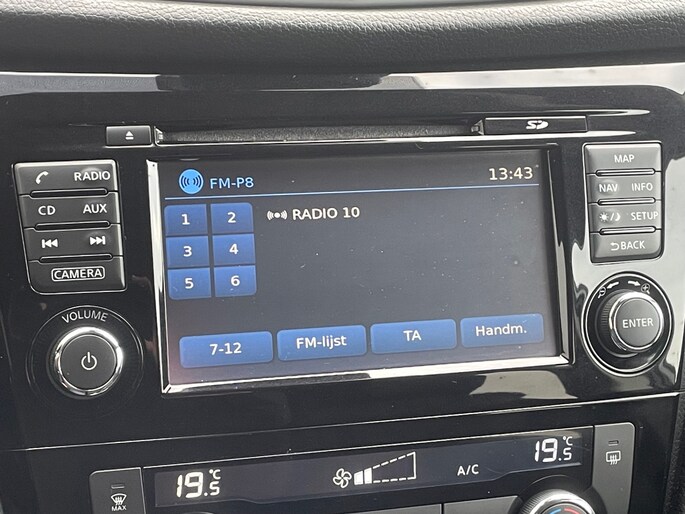 SD
RADIO
MAP
FM-P8
13:43
CD AUX
NAV INFO
1 2
RADIO 10
SETUP
3 4
BACK
CAMERA
5 6
VOLUME
ENTER
7-12
FM-lijst
TA
Handm.
19.5°C
A/C
19.5°C
MAX